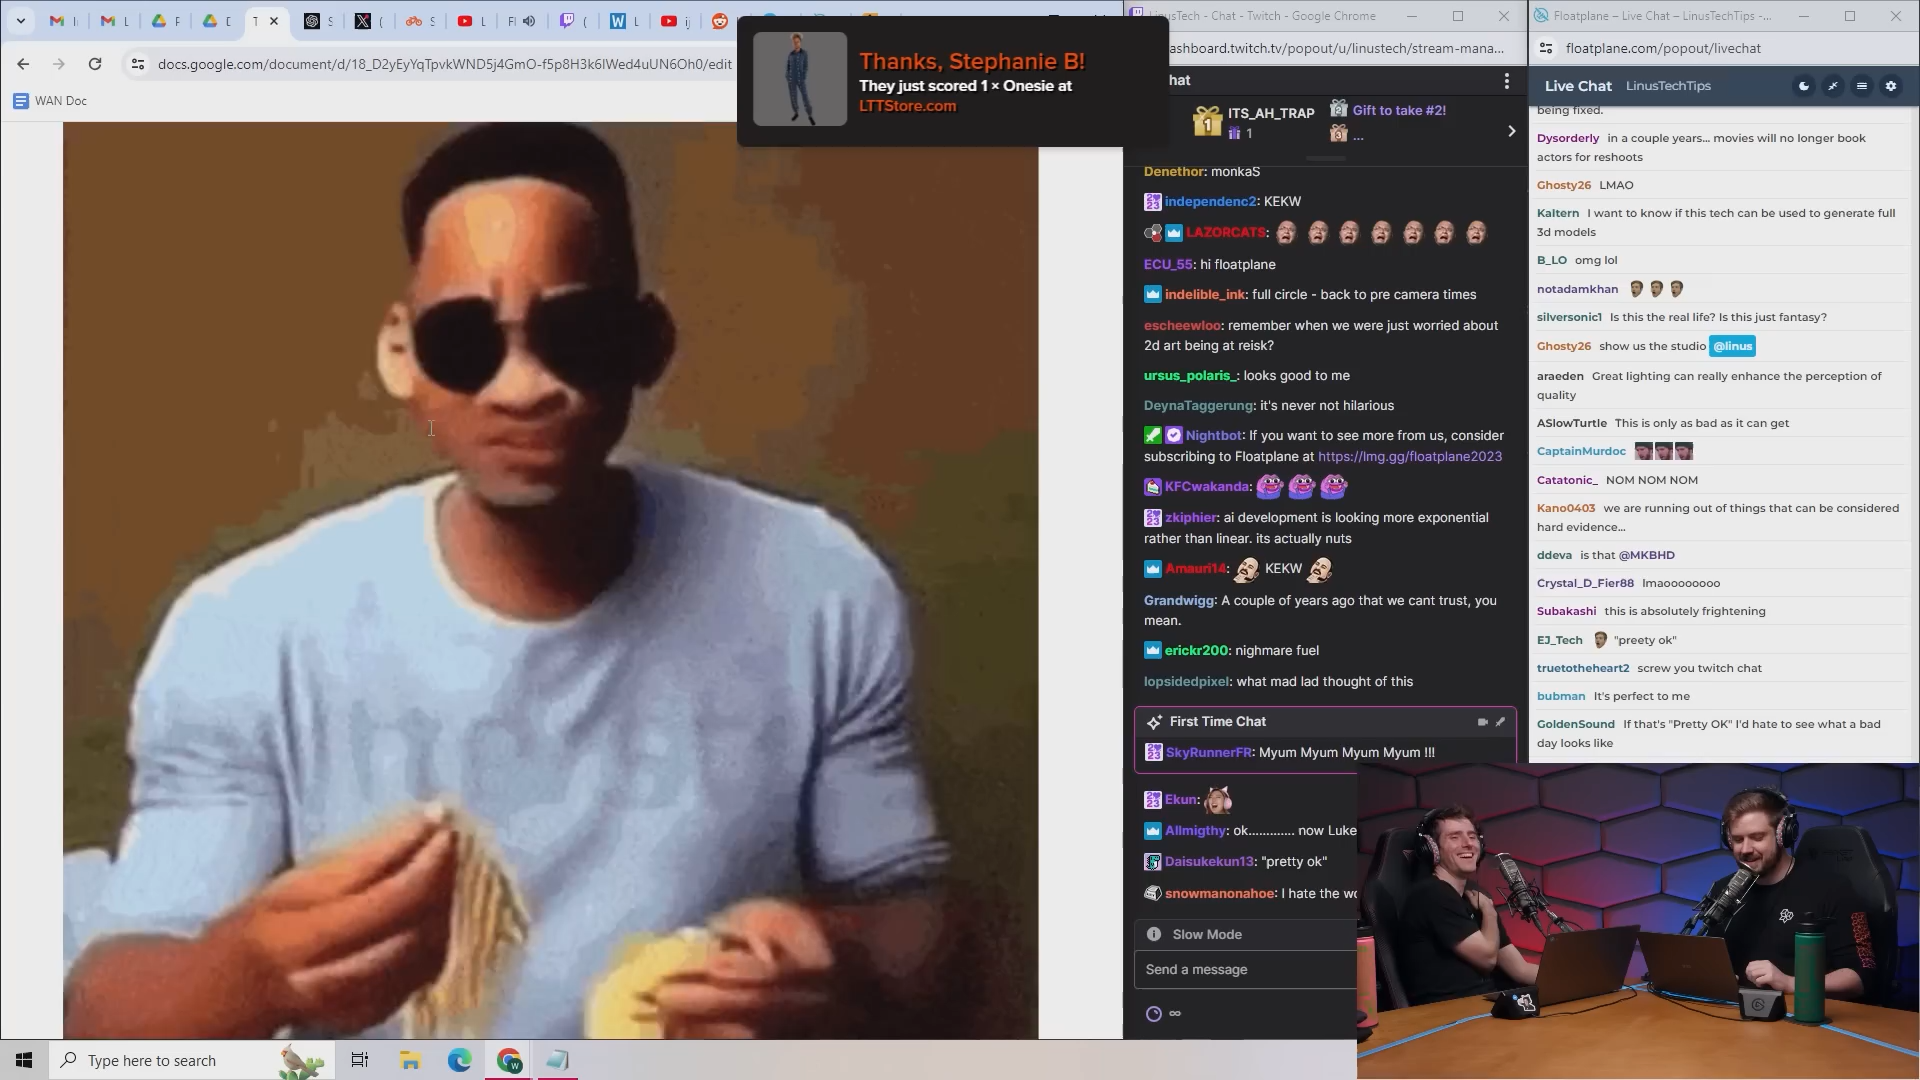 LinusTech - Chat - Twitch - Google Chrome
Floatplane – Live Chat – LinusTechTips -...
docs.google.com/document/d/18_D2yEyYqTpvkWND5j4GmO-f5p8H3k6lWed4uUN6Oh0/edit
ashboard.twitch.tv/popout/u/linustech/stream-mana...
floatplane.com/popout/livechat
WAN Doc
Thanks, Stephanie B!
They just scored 1 × Onesie at
LTTStore.com
hat
1
ITS_AH_TRAP
1
Gift to take #2!
...
Denethor: monkaS
independenc2: KEKW
LAZORCATS:
ECU_55: hi floatplane
indelible_ink: full circle - back to pre camera times
escheewloo: remember when we were just worried about
2d art being at reisk?
ursus_polaris_: looks good to me
DeynaTaggerung: it's never not hilarious
Nightbot: If you want to see more from us, consider
subscribing to Floatplane at https://lmg.gg/floatplane2023
KFCwakanda:
zkiphier: ai development is looking more exponential
rather than linear. its actually nuts
Amauri14: KEKW
Grandwigg: A couple of years ago that we cant trust, you
mean.
erickr200: nighmare fuel
lopsidedpixel: what mad lad thought of this
First Time Chat
SkyRunnerFR: Myum Myum Myum Myum !!!
Ekun:
Allmigthy: ok............. now Luke
Daisukekun13: "pretty ok"
snowmanonahoe: I hate the wo
Slow Mode
Send a message
∞
Live Chat LinusTechTips
being fixed.
Dysorderly in a couple years... movies will no longer book
actors for reshoots
Ghosty26 LMAO
Kaltern I want to know if this tech can be used to generate full
3d models
B_LO omg lol
notadamkhan
silversonic1 Is this the real life? Is this just fantasy?
Ghosty26 show us the studio @linus
araeden Great lighting can really enhance the perception of
quality
ASlowTurtle This is only as bad as it can get
CaptainMurdoc
Catatonic_ NOM NOM NOM
Kano0403 we are running out of things that can be considered
hard evidence...
ddeva is that @MKBHD
Crystal_D_Fier88 lmaooooooo
Subakashi this is absolutely frightening
EJ_Tech "preety ok"
truetotheheart2 screw you twitch chat
bubman It's perfect to me
GoldenSound If that's "Pretty OK" I'd hate to see what a bad
day looks like
Type here to search